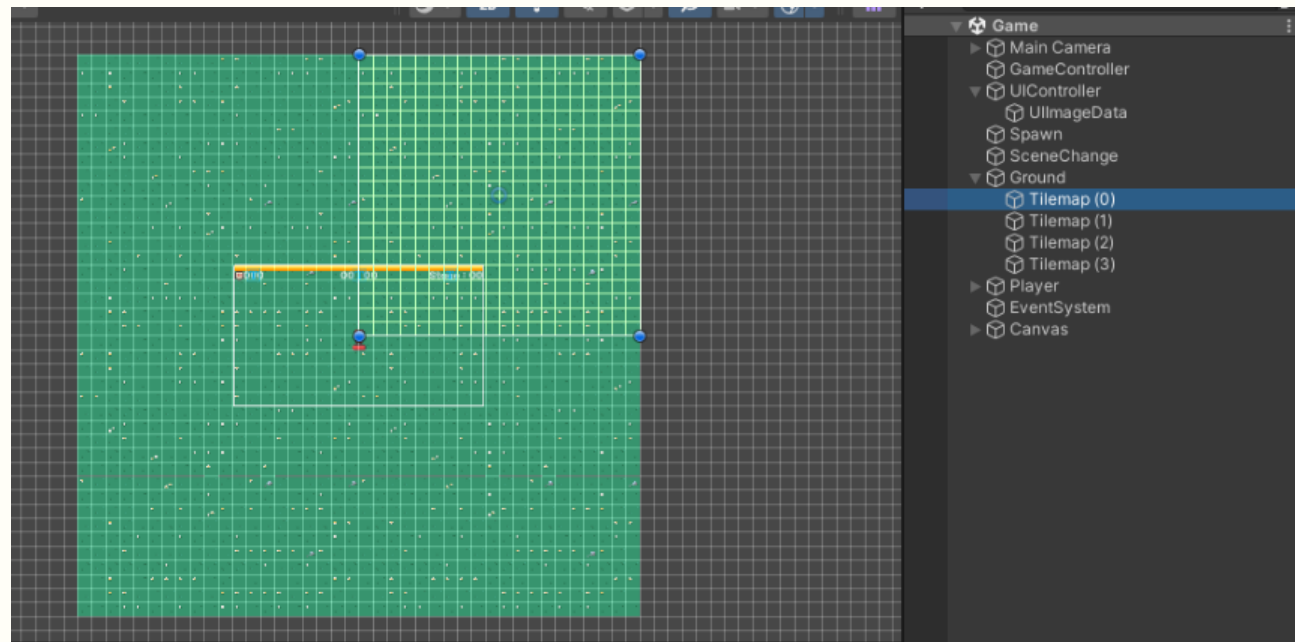 2D
Game
Main Camera
GameController
UIController
UIImageData
Spawn
SceneChange
Ground
Tilemap (0)
Tilemap (1)
Tilemap (2)
Tilemap (3)
Player
EventSystem
Canvas